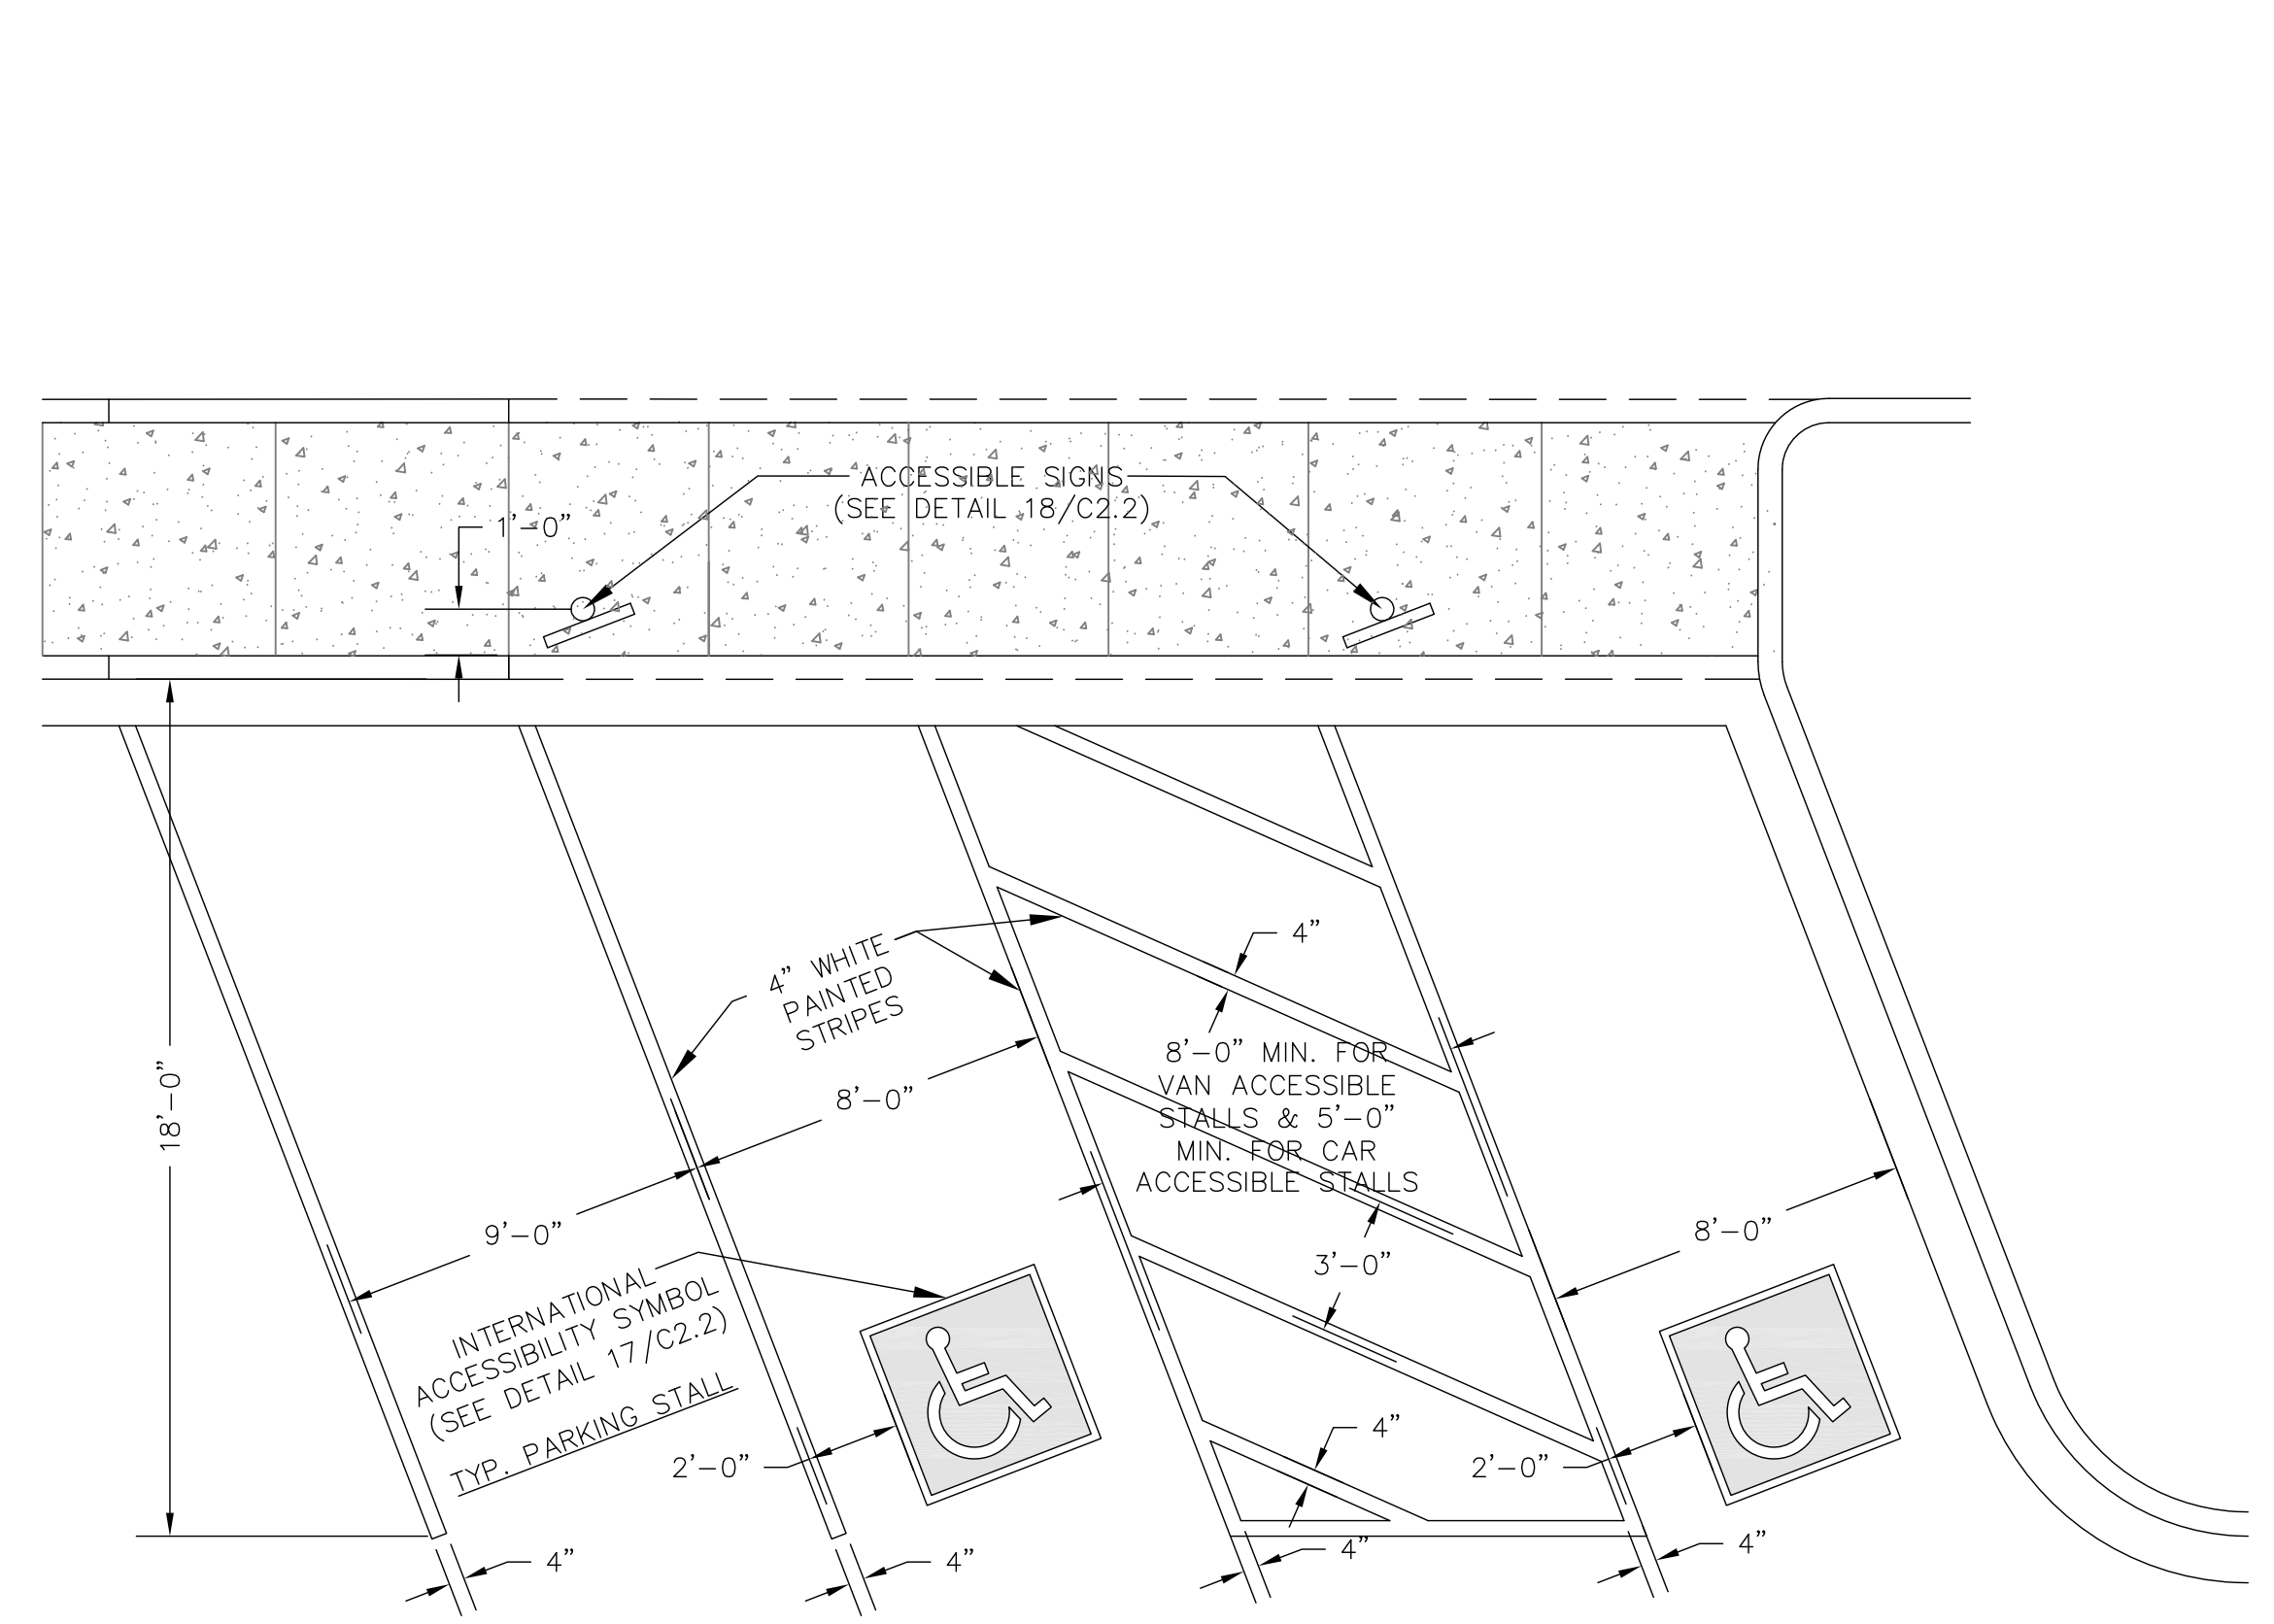 ACCESSIBLE SIGNS
(SEE DETAIL 18/C2.2)
1'-0"
4"
4" WHITE
PAINTED
STRIPES
8'-0" MIN. FOR
VAN ACCESSIBLE
STALLS & 5'-0"
MIN. FOR CAR
ACCESSIBLE STALLS
8'-0"
18'-0"
9'-0"
8'-0"
3'-0"
INTERNATIONAL
ACCESSIBILITY SYMBOL
(SEE DETAIL 17/C2.2)
TYP. PARKING STALL
2'-0"
4"
2'-0"
4"
4"
4"
4"